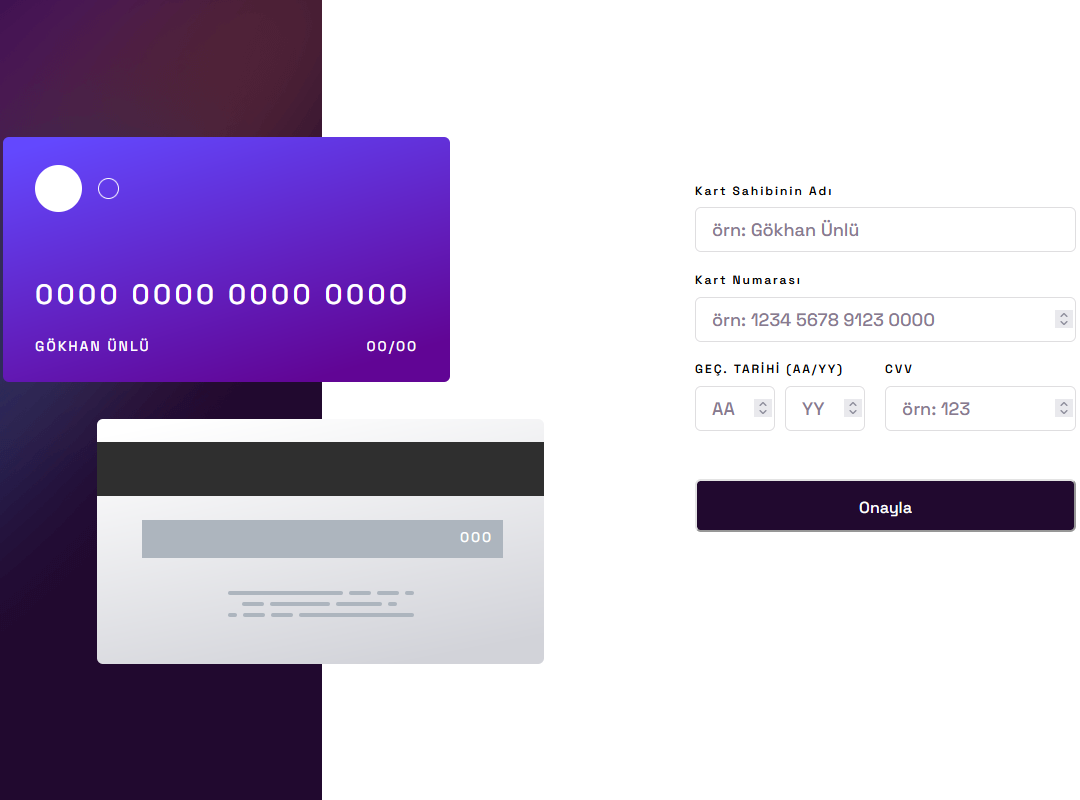 0000 0000 0000 0000
GÖKHAN ÜNLÜ 00/00
000
Kart Sahibinin Adı
örn: Gökhan Ünlü
Kart Numarası
örn: 1234 5678 9123 0000
GEÇ. TARİHİ (AA/YY) CVV
AA YY örn: 123
Onayla